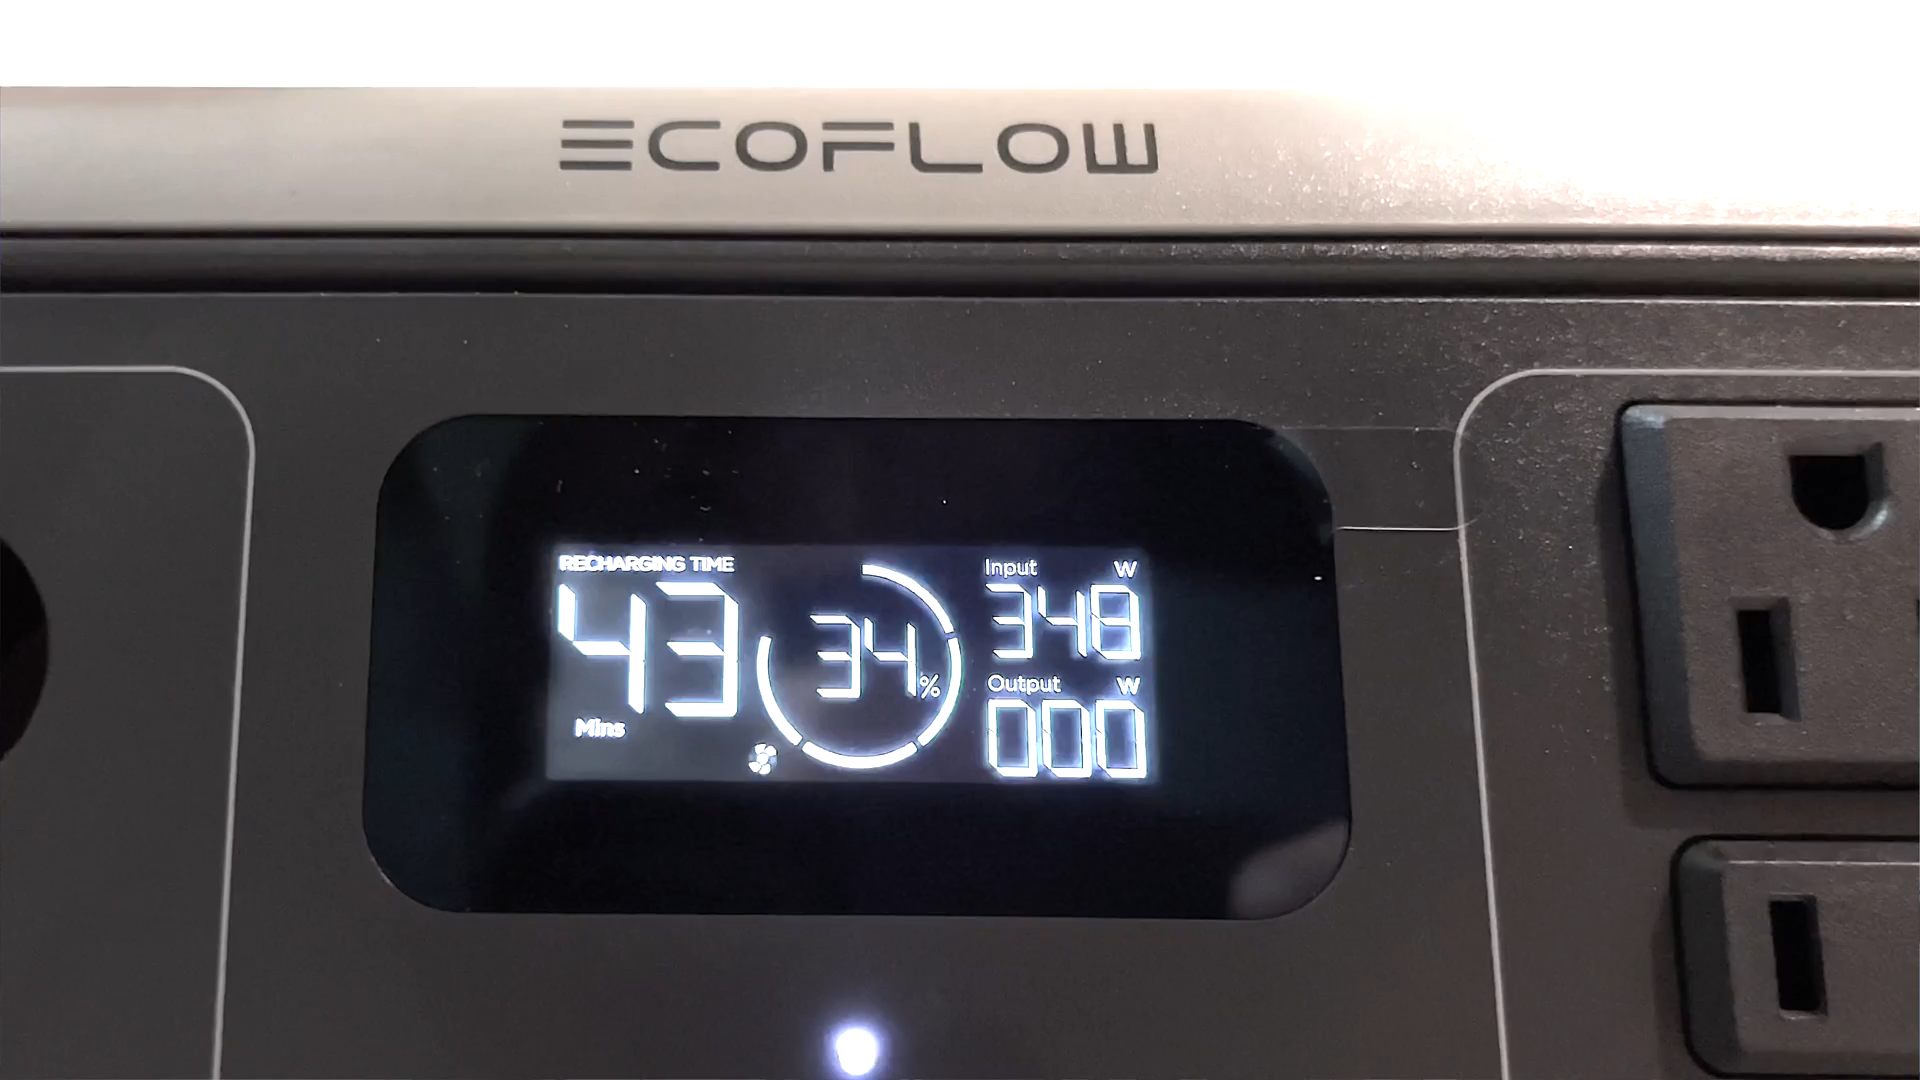 ECOFLOW
RECHARGING TIME
43
Mins
34%
Input W
348
Output W
000